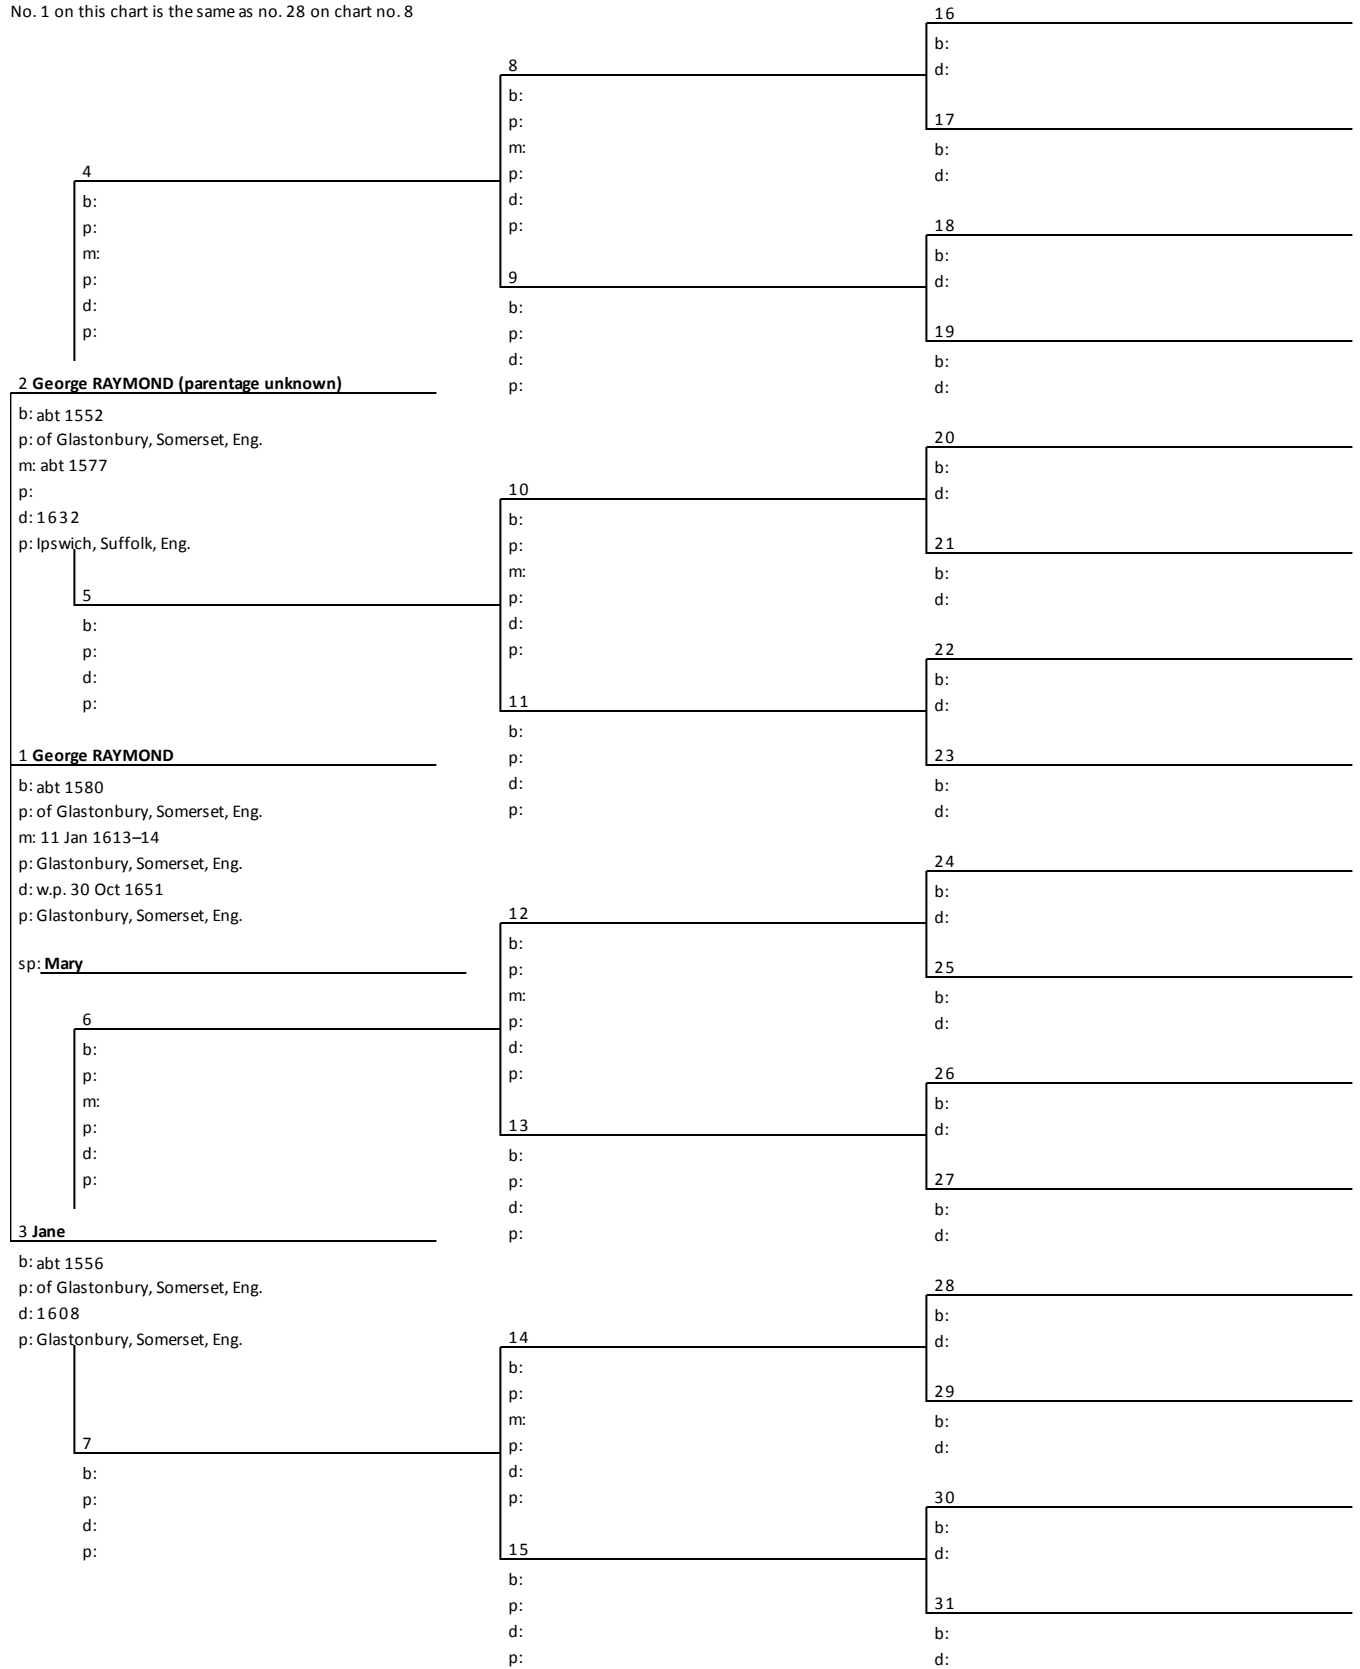 No. 1 on this chart is the same as no. 28 on chart no. 8
16
b:
d:
8
b:
p:
m:
p:
d:
p:
17
b:
d:
4
b:
p:
m:
p:
d:
p:
18
b:
d:
9
b:
p:
d:
p:
19
b:
d:
2 George RAYMOND (parentage unknown)
b: abt 1552
p: of Glastonbury, Somerset, Eng.
m: abt 1577
p:
d: 1632
p: Ipswich, Suffolk, Eng.
20
b:
d:
10
b:
p:
m:
p:
d:
p:
21
b:
d:
5
b:
p:
d:
p:
22
b:
d:
11
b:
p:
d:
p:
23
b:
d:
1 George RAYMOND
b: abt 1580
p: of Glastonbury, Somerset, Eng.
m: 11 Jan 1613–14
p: Glastonbury, Somerset, Eng.
d: w.p. 30 Oct 1651
p: Glastonbury, Somerset, Eng.
sp: Mary
24
b:
d:
12
b:
p:
m:
p:
d:
p:
25
b:
d:
6
b:
p:
m:
p:
d:
p:
26
b:
d:
13
b:
p:
d:
p:
27
b:
d:
3 Jane
b: abt 1556
p: of Glastonbury, Somerset, Eng.
d: 1608
p: Glastonbury, Somerset, Eng.
28
b:
d:
14
b:
p:
m:
p:
d:
p:
29
b:
d:
7
b:
p:
d:
p:
30
b:
d:
15
b:
p:
d:
p:
31
b:
d: